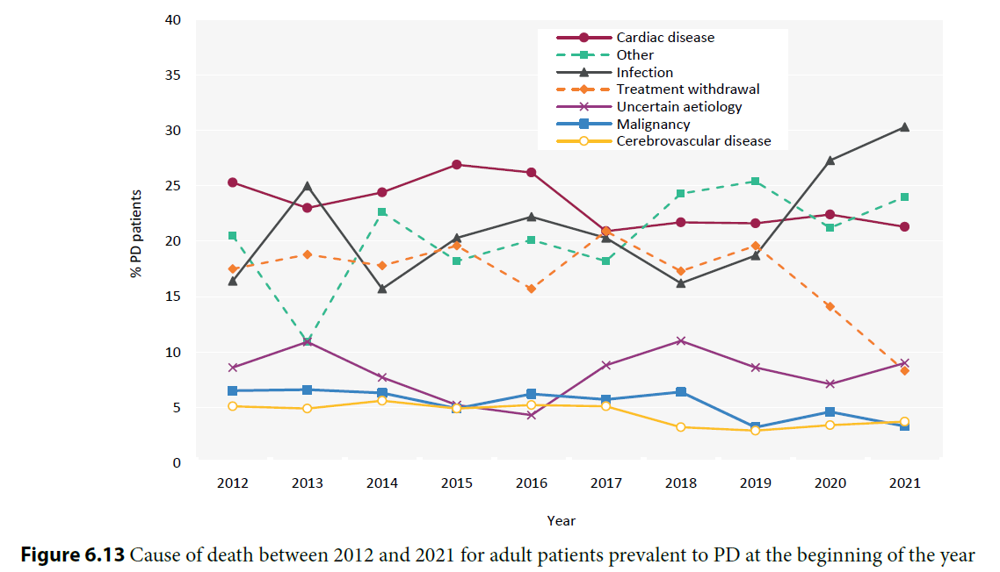 40
35
30
25
20
15
10
5
0
% PD patients
Cardiac disease
Other
Infection
Treatment withdrawal
Uncertain aetiology
Malignancy
Cerebrovascular disease
2012 2013 2014 2015 2016 2017 2018 2019 2020 2021
Year
Figure 6.13 Cause of death between 2012 and 2021 for adult patients prevalent to PD at the beginning of the year